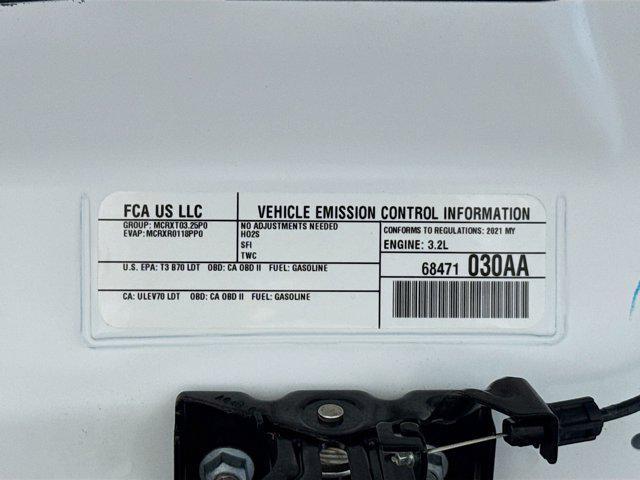 FCA US LLC
GROUP: MCRXT03.25P0
EVAP: MCRXR0118PP0
VEHICLE EMISSION CONTROL INFORMATION
NO ADJUSTMENTS NEEDED
HO2S
SFI
TWC
CONFORMS TO REGULATIONS: 2021 MY
ENGINE: 3.2L
U.S. EPA: T3 B70 LDT OBD: CA OBD II FUEL: GASOLINE
CA: ULEV70 LDT OBD: CA OBD II FUEL: GASOLINE
68471 030AA